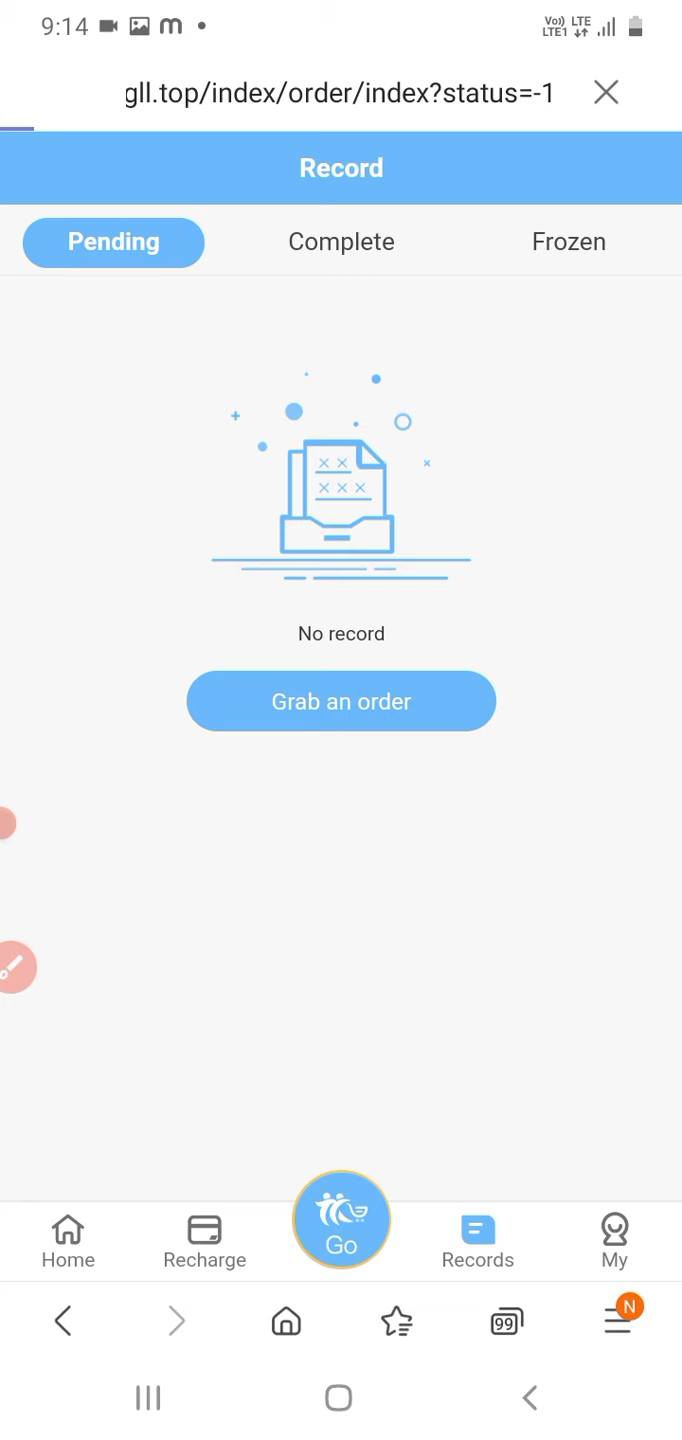 9:14
Vo)) LTE
LTE1
gll.top/index/order/index?status=-1
Record
Pending Complete Frozen
No record
Grab an order
Go
Home Recharge Records My
99
N